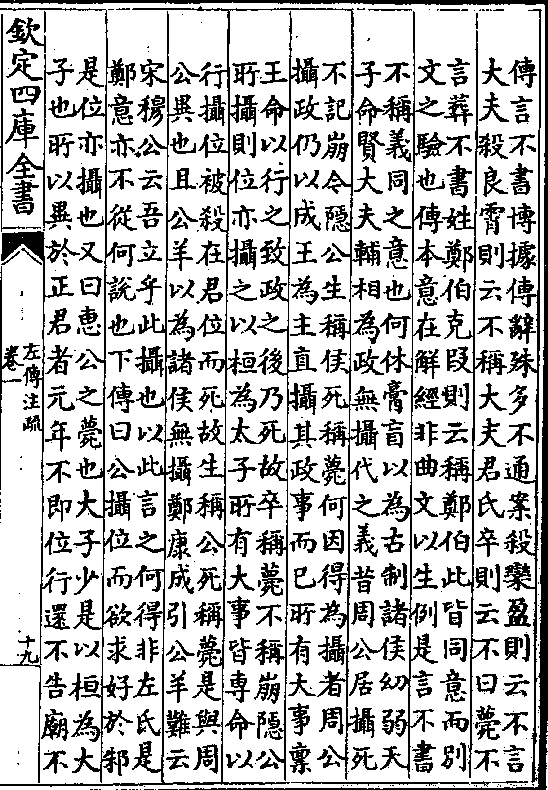 傳言不書博據傳辭殊多不通案殺欒盈則云不言
大夫殺良霄則云不稱大夫君氏卒則云不曰薨不
言葬不書姓鄭伯克段則云稱鄭伯此皆同意而別
文之驗也傳本意在解經非曲文以生例是言不書
不稱義同之意也何休膏肓以為古制諸侯幼弱天
子命賢大夫輔相為政無攝代之義昔周公居攝死
不記崩今隱公生稱侯死稱薨何因得為攝者周公
攝政仍以成王為主直攝其政事而已所有大事稟
王命以行之致政之後乃死故卒稱薨不稱崩隱公
所攝則位亦攝之以桓為太子所有大事皆專命以
行攝位被殺在君位而死故生稱公死稱薨是與周
公異也且公羊以為諸侯無攝鄭康成引公羊難云
宋穆公云吾立乎此攝也以此言之何得非左氏是
鄭意亦不從何說也下傳曰公攝位而欲求好於邾
是位亦攝也又曰惠公之薨也大子少是以桓為大
子也所以異於正君者元年不即位行還不告廟不
欽定四庫全書
左傳注疏
卷一
十九